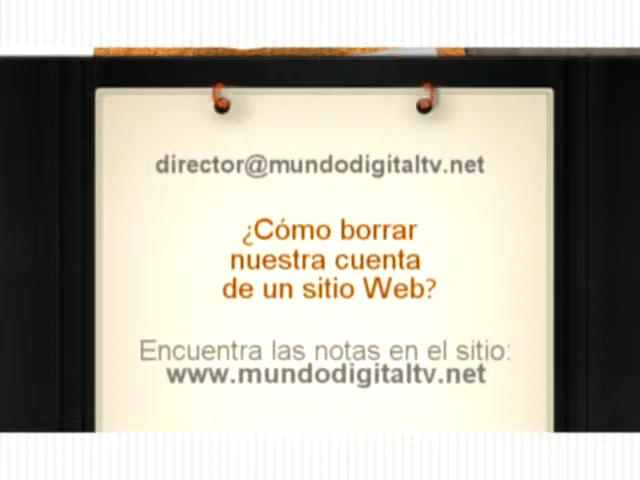 director@mundodigitaltv.net
¿Cómo borrar
nuestra cuenta
de un sitio Web?
Encuentra las notas en el sitio:
www.mundodigitaltv.net